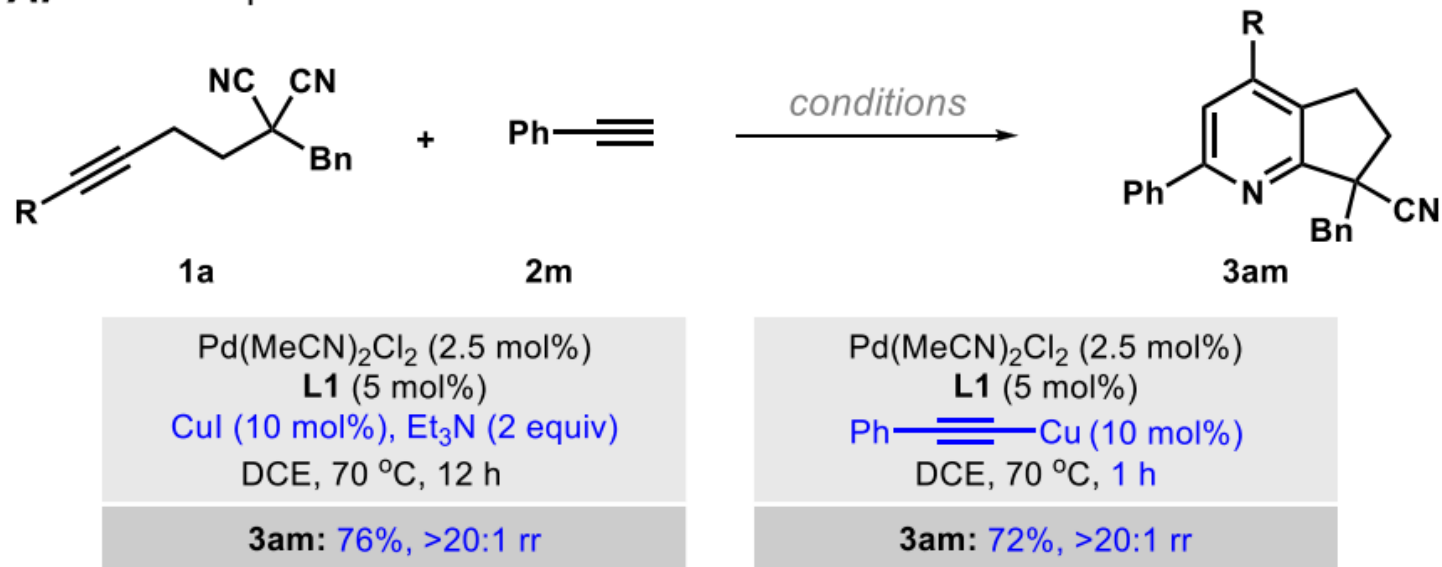 R
NC CN
conditions
Ph
+
Bn
R
Ph
N
CN
Bn
1a
2m
3am
Pd(MeCN)2Cl2 (2.5 mol%)
L1 (5 mol%)
CuI (10 mol%), Et3N (2 equiv)
DCE, 70 °C, 12 h
3am: 76%, >20:1 rr
Pd(MeCN)2Cl2 (2.5 mol%)
L1 (5 mol%)
Ph Cu (10 mol%)
DCE, 70 °C, 1 h
3am: 72%, >20:1 rr